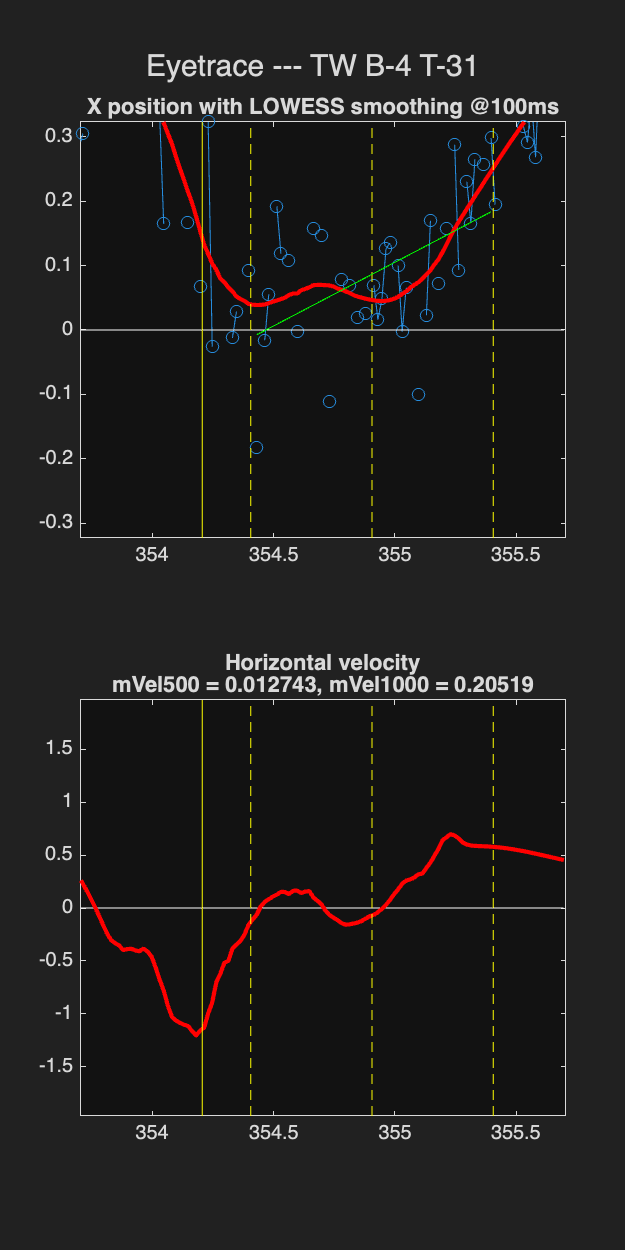 Eyetrace --- TW B-4 T-31
X position with LOWESS smoothing @100ms
0.3
0.2
0.1
0
-0.1
-0.2
-0.3
354 354.5 355 355.5
Horizontal velocity
mVel500 = 0.012743, mVel1000 = 0.20519
1.5
1
0.5
0
-0.5
-1
-1.5
354 354.5 355 355.5